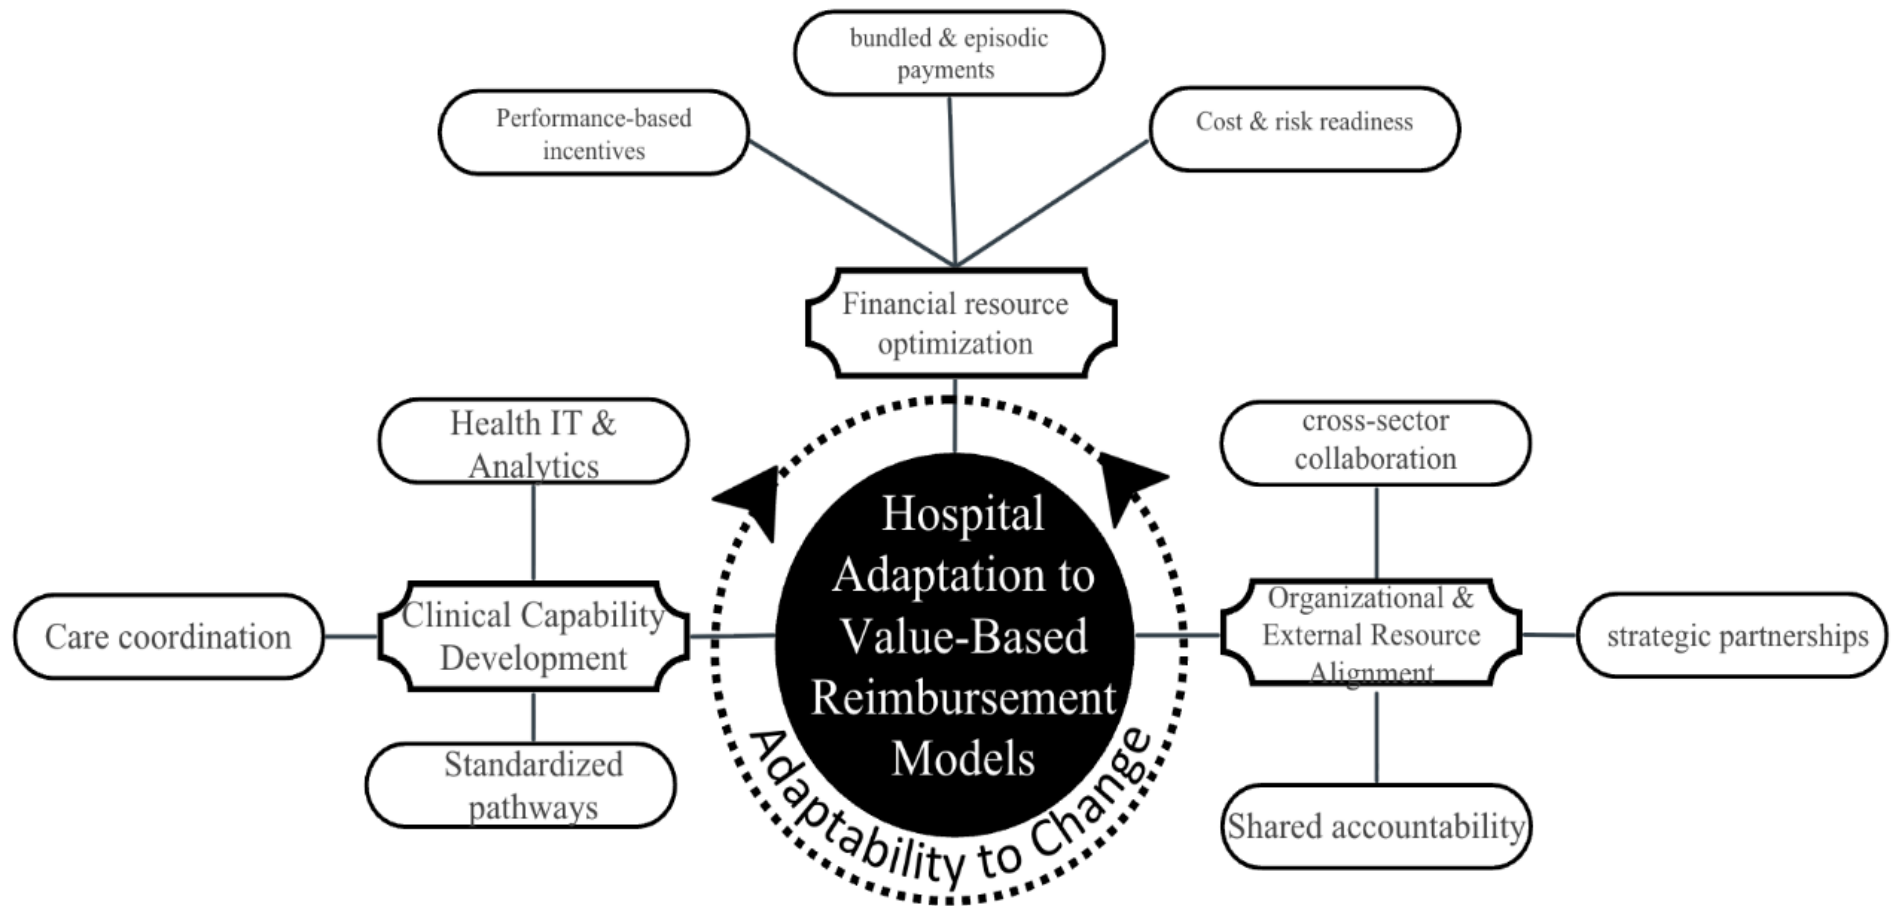 bundled & episodic
payments
Performance-based
incentives
Cost & risk readiness
Financial resource
optimization
Health IT &
Analytics
cross-sector
collaboration
Care coordination
Clinical Capability
Development
Hospital
Adaptation to
Value-Based
Reimbursement
Models
Organizational &
External Resource
Alignment
strategic partnerships
Standardized
pathways
Adaptability to Change
Shared accountability